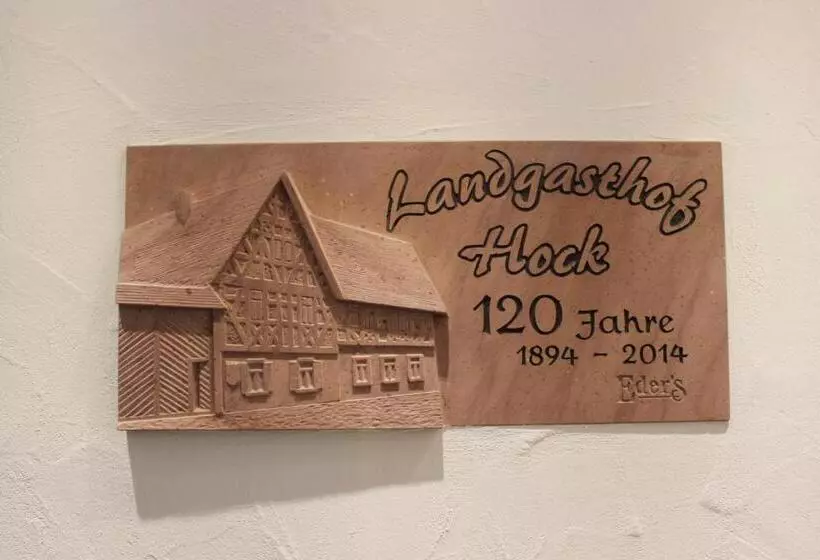 Landgasthof
Hock
120 Jahre
1894 - 2014
Eder's